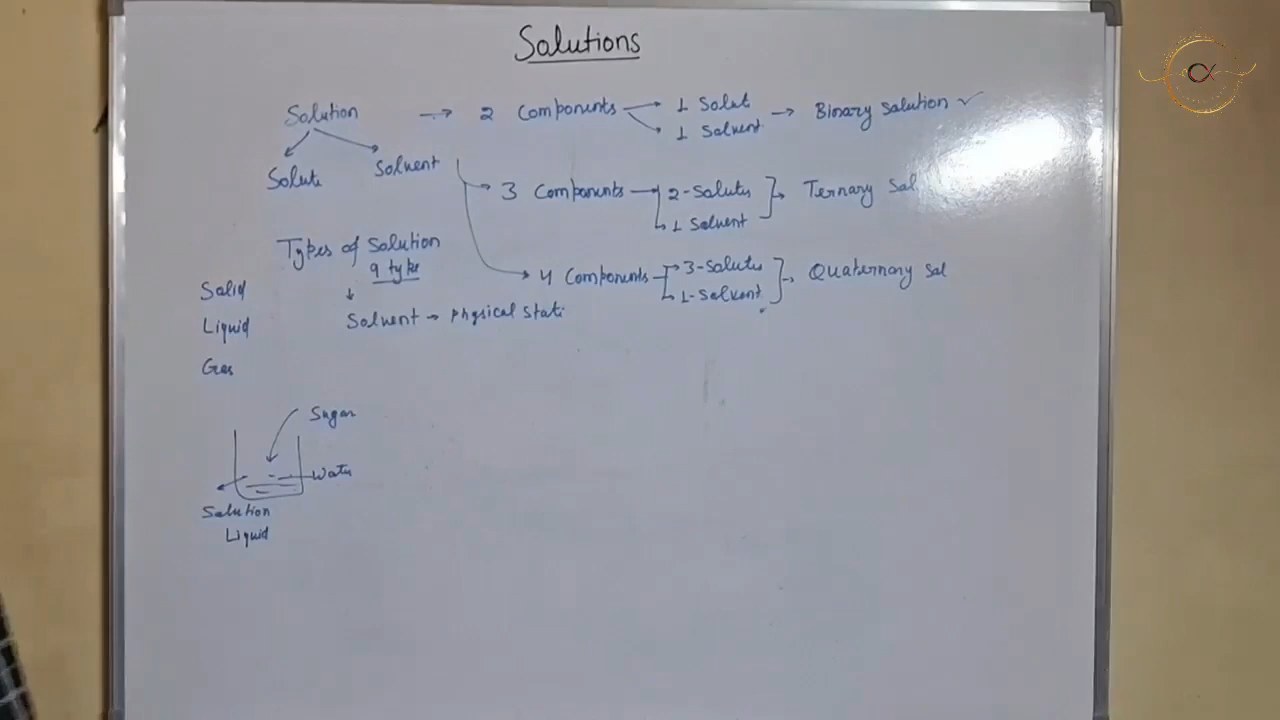 Solutions
Solution → 2 Components → 1 Solut → Binary Solution ✓
1 Solvent
Solute Solvent
3 Components 2-Solutes → Ternary Sol
1 Solvent
Types of Solution
9 type
4 Components 3-Solutes → Quaternary Sol
1-Solvent
Solid
Solvent → Physical State
Liquid
Gas
Sugar
Water
Solution
Liquid